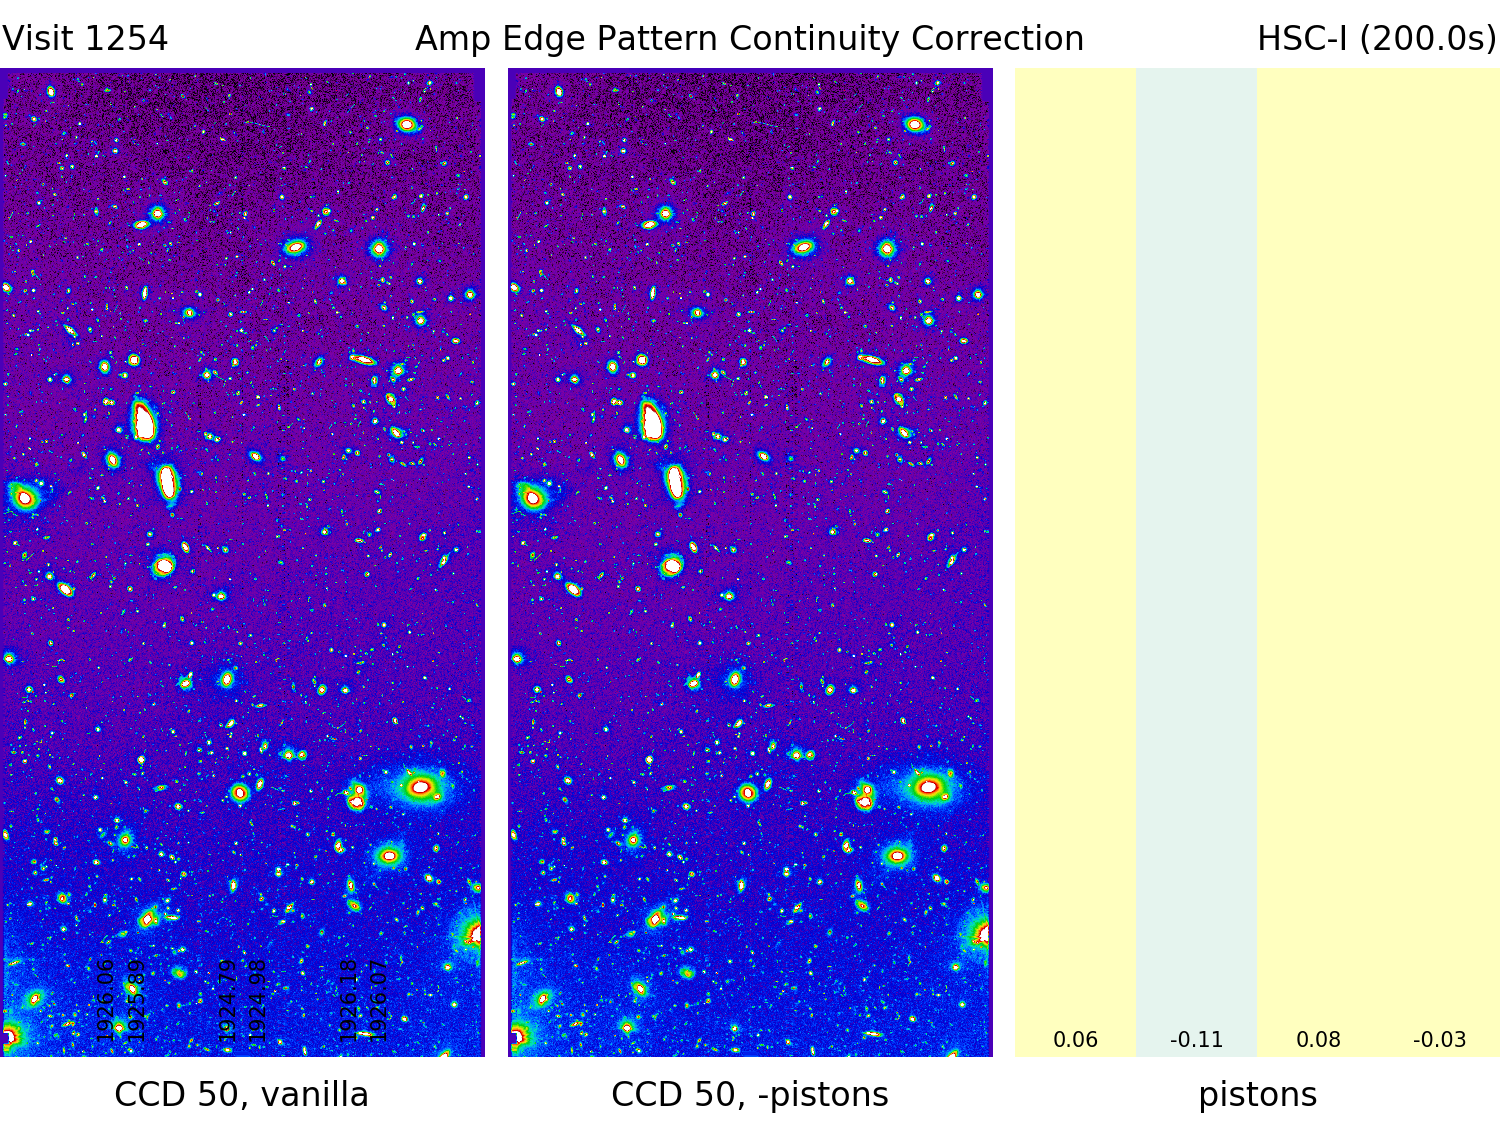 Visit 1254
Amp Edge Pattern Continuity Correction
HSC-I (200.0s)
1926.06
1925.89
1924.79
1924.98
1926.18
1926.07
0.06
-0.11
0.08
-0.03
CCD 50, vanilla
CCD 50, -pistons
pistons